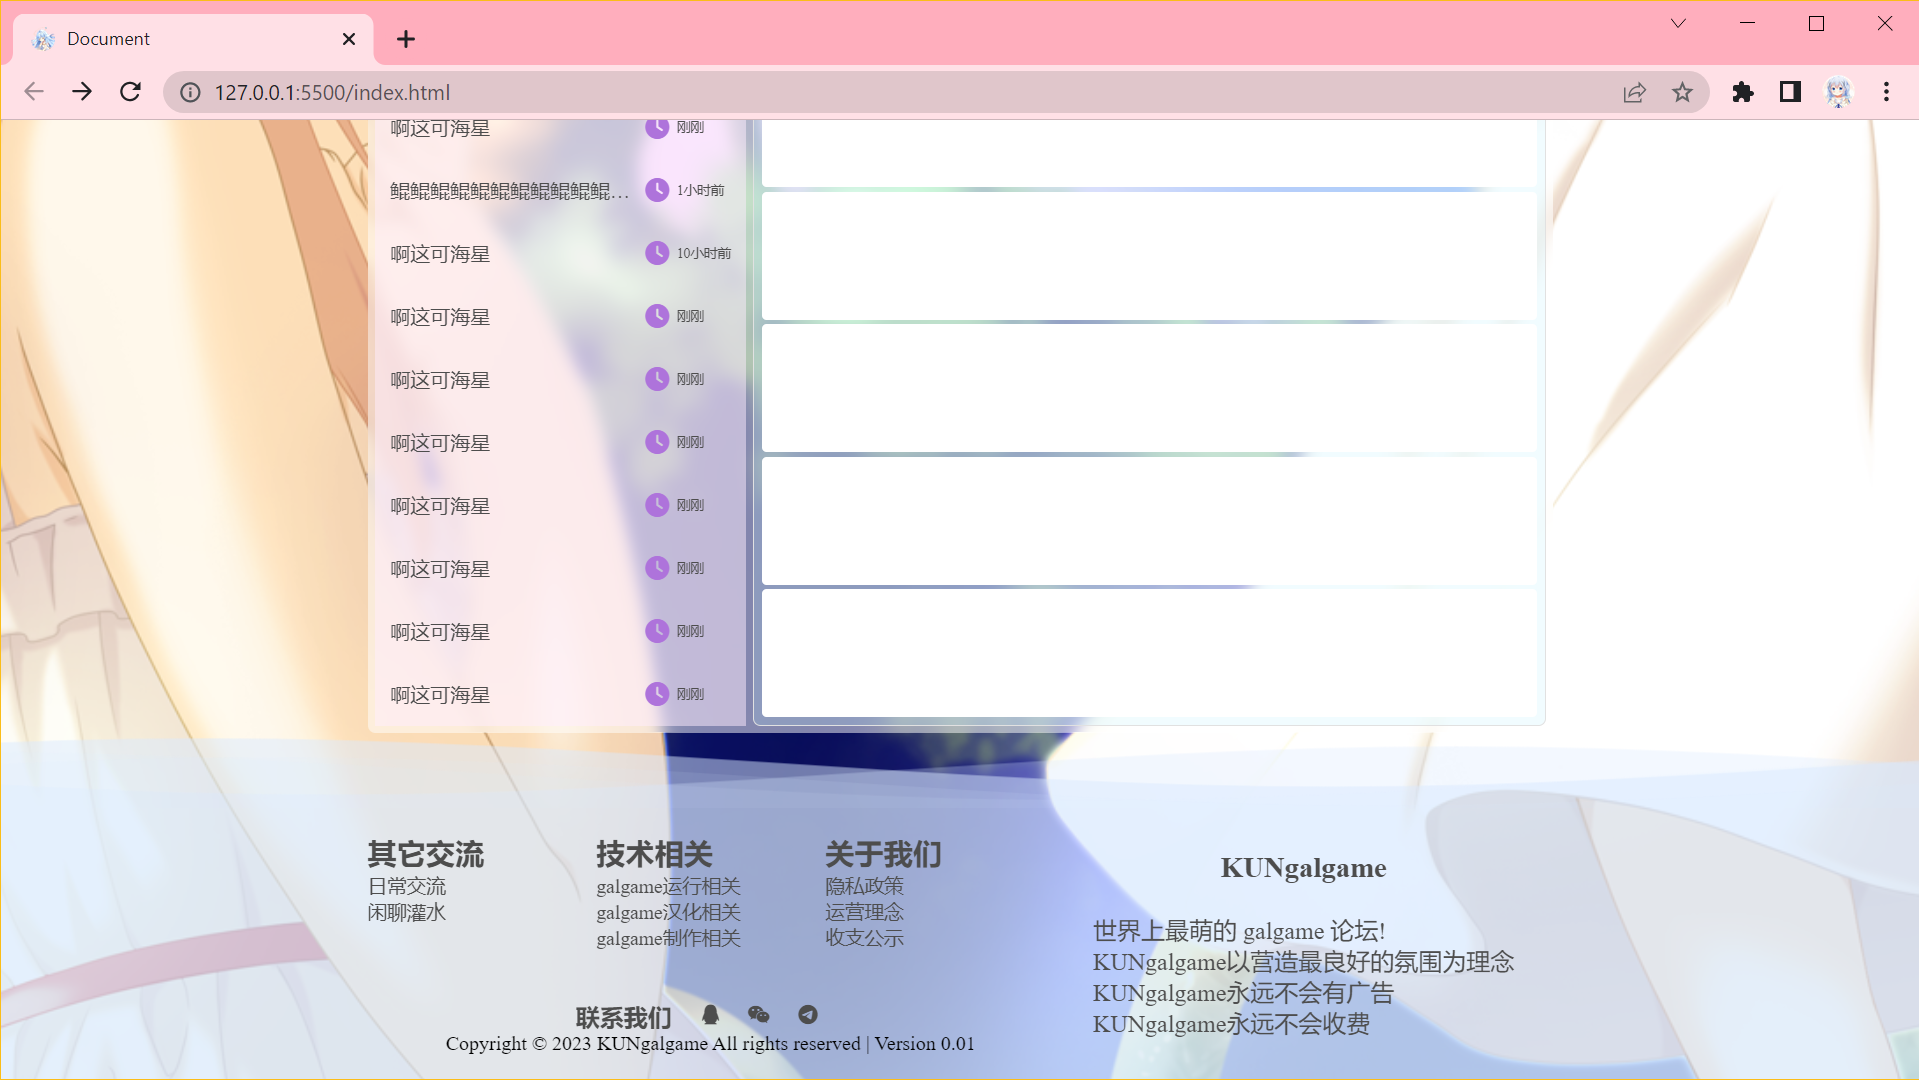 Document
127.0.0.1:5500/index.html
啊这可海星 刚刚
鲲鲲鲲鲲鲲鲲鲲鲲鲲鲲鲲... 1小时前
啊这可海星 10小时前
啊这可海星 刚刚
啊这可海星 刚刚
啊这可海星 刚刚
啊这可海星 刚刚
啊这可海星 刚刚
啊这可海星 刚刚
啊这可海星 刚刚
其它交流
日常交流
闲聊灌水
技术相关
galgame运行相关
galgame汉化相关
galgame制作相关
关于我们
隐私政策
运营理念
收支公示
KUNgalgame
世界上最萌的 galgame 论坛!
KUNgalgame以营造最良好的氛围为理念
KUNgalgame永远不会有广告
KUNgalgame永远不会收费
联系我们
Copyright © 2023 KUNgalgame All rights reserved | Version 0.01